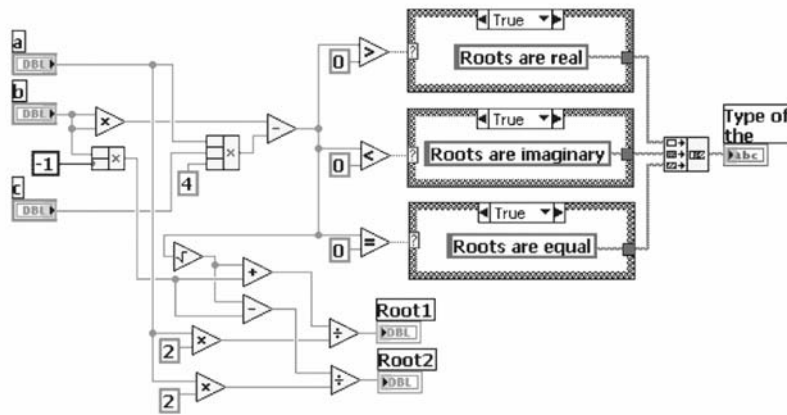 a
DBL
b
DBL
-1
c
DBL
4
True
0
>
?
Roots are real
True
0
<
?
Roots are imaginary
True
0
=
?
Roots are equal
Type of
the
abc
×
×
−
×
√
+
−
2
×
÷
Root1
DBL
2
×
÷
Root2
DBL